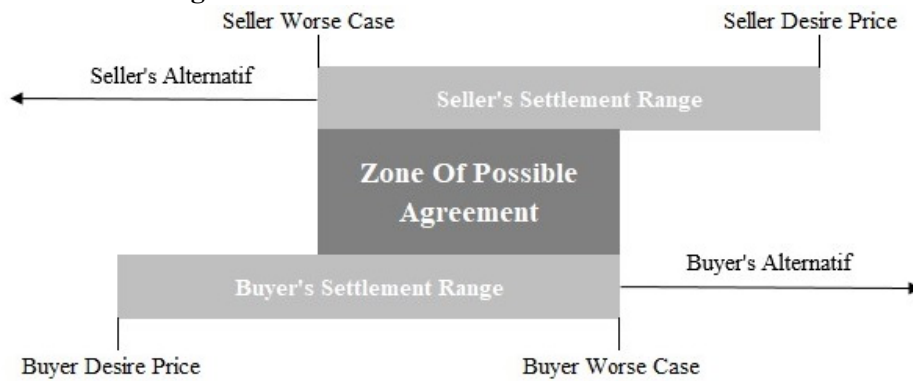 Seller Worse Case
Seller Desire Price
Seller's Alternatif
Seller's Settlement Range
Zone Of Possible
Agreement
Buyer's Alternatif
Buyer's Settlement Range
Buyer Desire Price
Buyer Worse Case